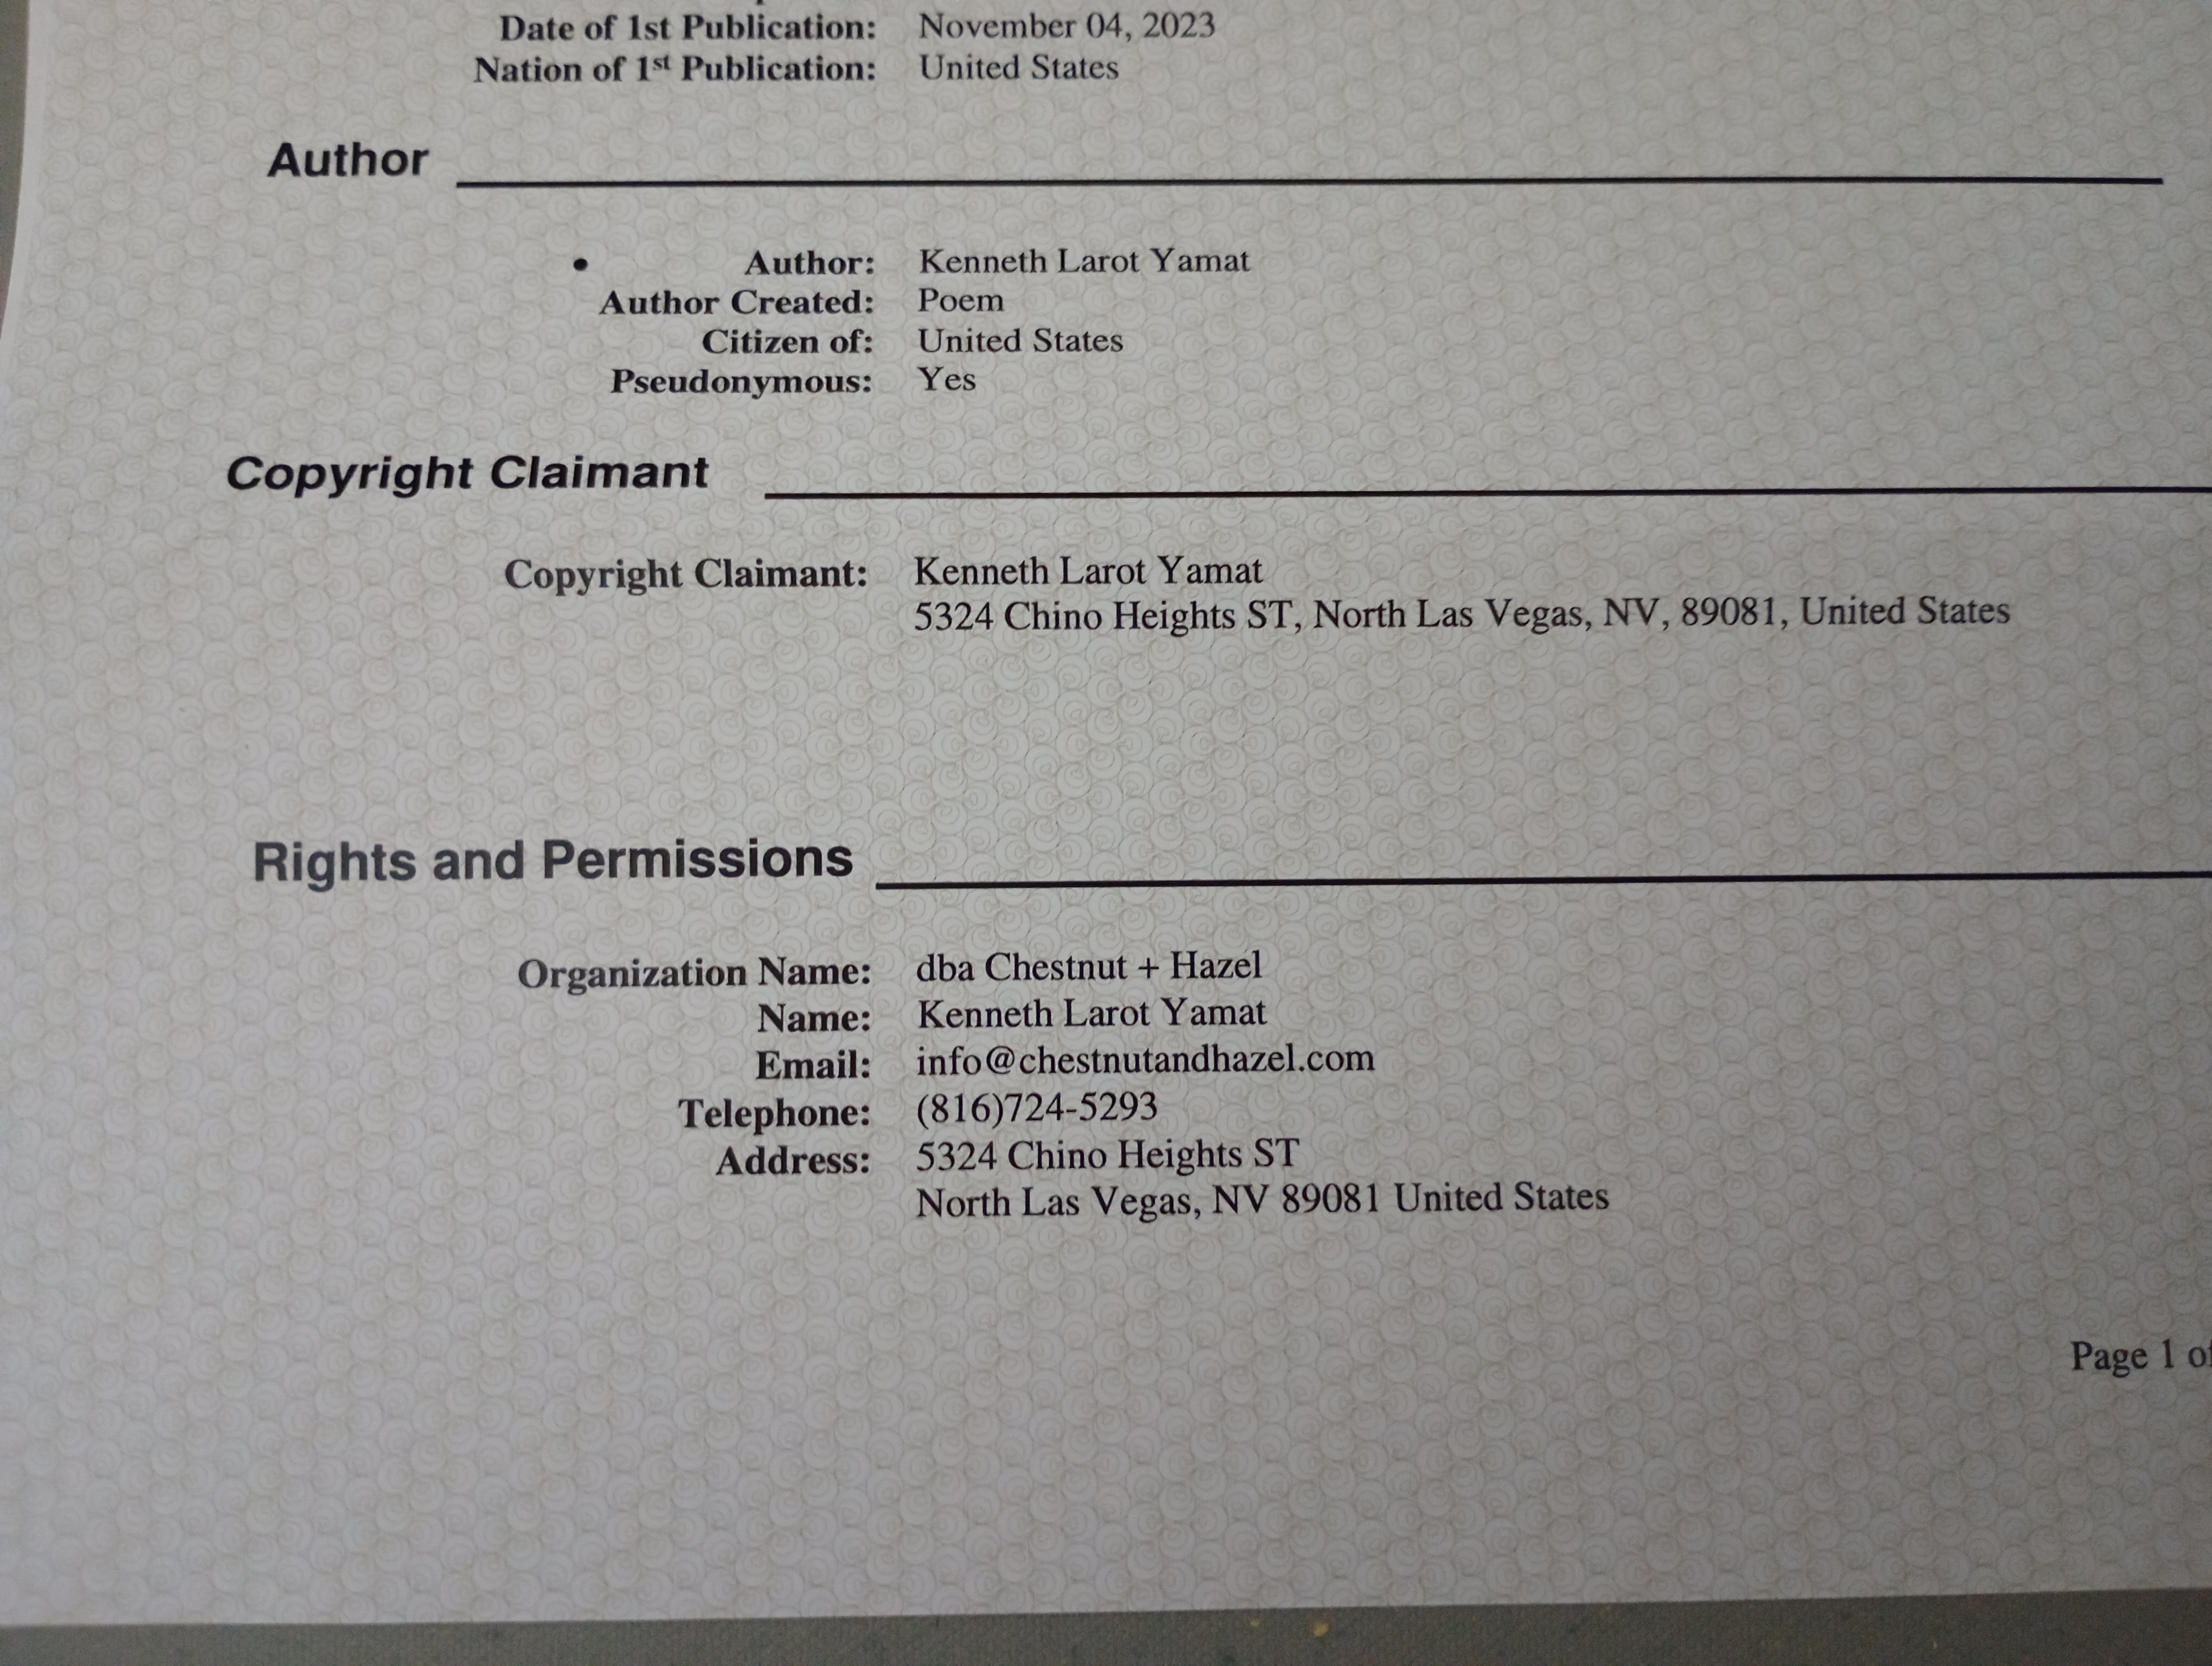 Date of 1st Publication: November 04, 2023
Nation of 1st Publication: United States
Author
• Author: Kenneth Larot Yamat
Author Created: Poem
Citizen of: United States
Pseudonymous: Yes
Copyright Claimant
Copyright Claimant: Kenneth Larot Yamat
5324 Chino Heights ST, North Las Vegas, NV, 89081, United States
Rights and Permissions
Organization Name: dba Chestnut + Hazel
Name: Kenneth Larot Yamat
Email: info@chestnutandhazel.com
Telephone: (816)724-5293
Address: 5324 Chino Heights ST
North Las Vegas, NV 89081 United States
Page 1 of